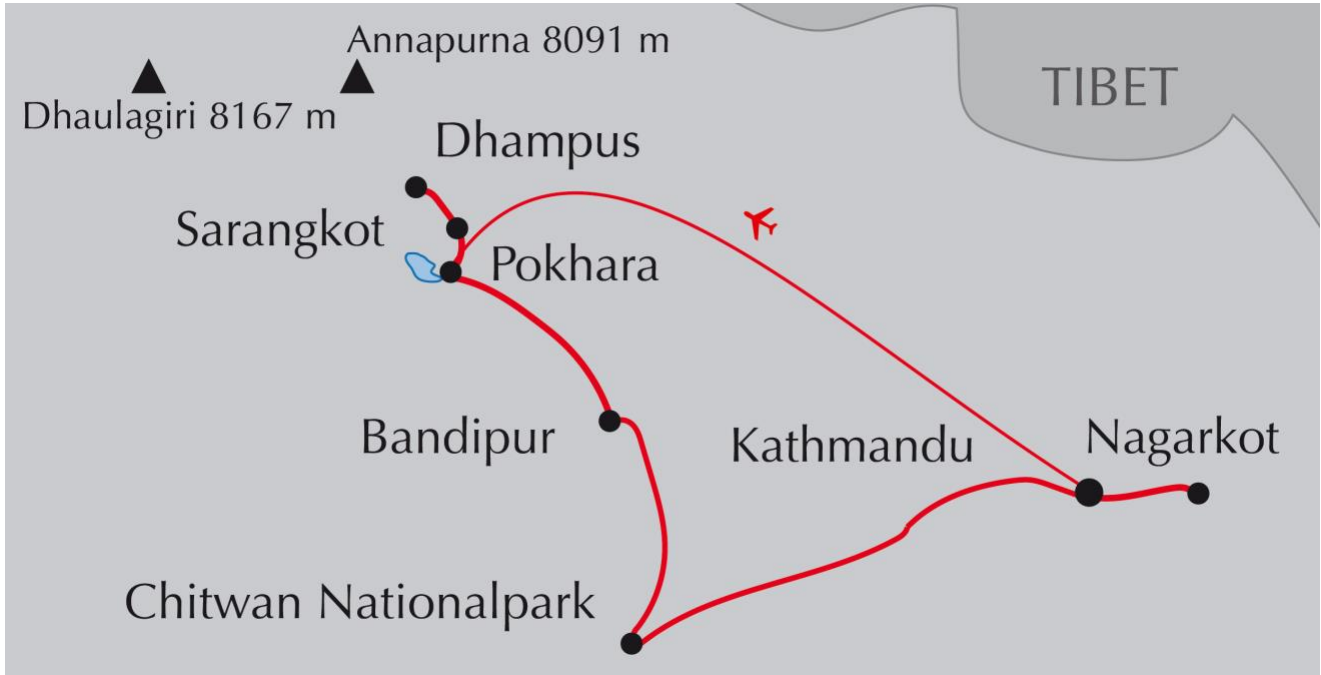 Annapurna 8091 m
Dhaulagiri 8167 m
TIBET
Dhampus
Sarangkot
Pokhara
Bandipur
Kathmandu
Nagarkot
Chitwan Nationalpark